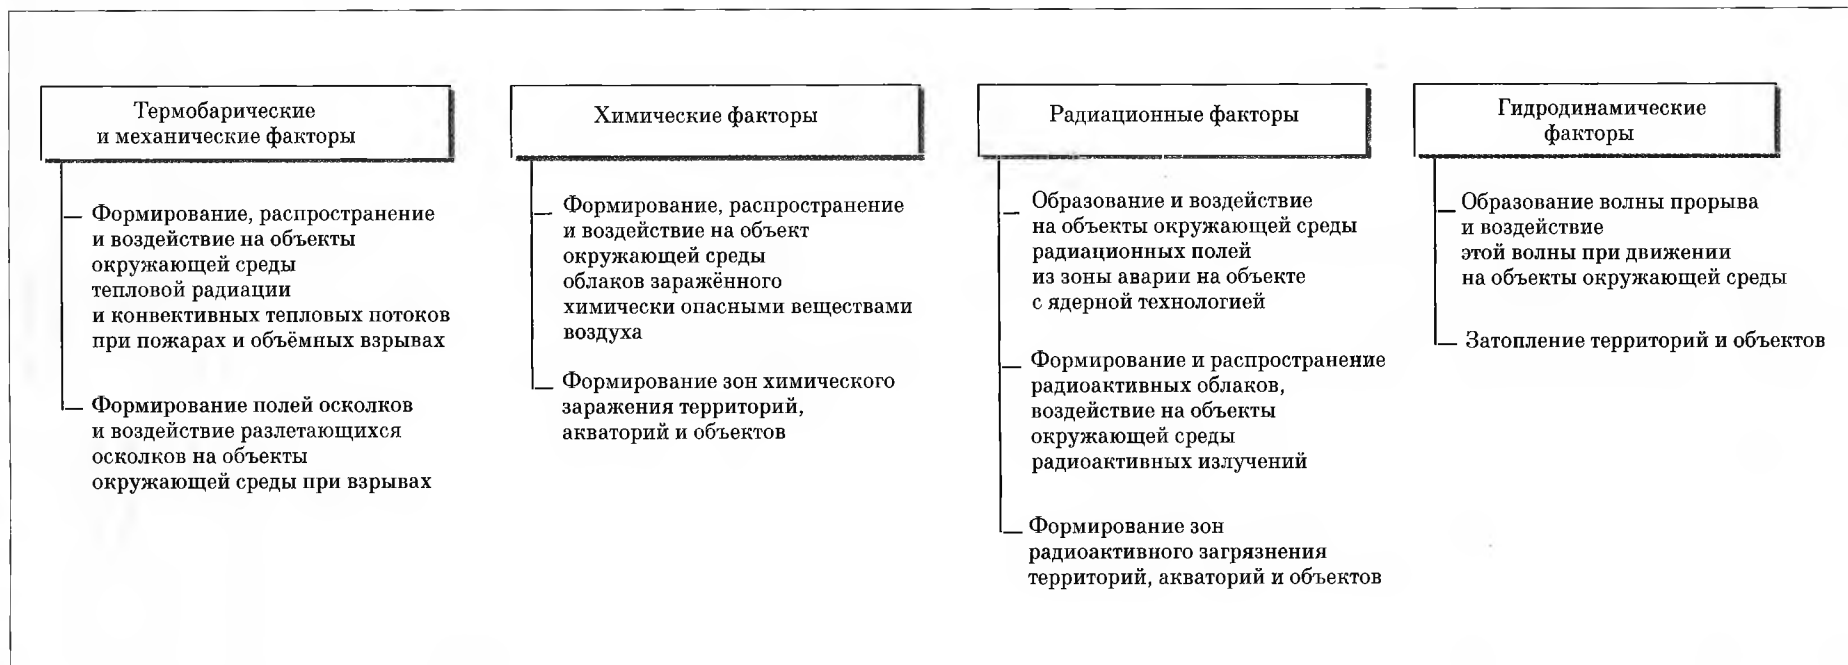 Термобарические
и механические факторы
Формирование, распространение
и воздействие на объекты
окружающей среды
тепловой радиации
и конвективных тепловых потоков
при пожарах и объёмных взрывах
Формирование полей осколков
и воздействие разлетающихся
осколков на объекты
окружающей среды при взрывах
Химические факторы
Формирование, распространение
и воздействие на объект
окружающей среды
облаков заражённого
химически опасными веществами
воздуха
Формирование зон химического
заражения территорий,
акваторий и объектов
Радиационные факторы
Образование и воздействие
на объекты окружающей среды
радиационных полей
из зоны аварии на объекте
с ядерной технологией
Формирование и распространение
радиоактивных облаков,
воздействие на объекты
окружающей среды
радиоактивных излучений
Формирование зон
радиоактивного загрязнения
территорий, акваторий и объектов
Гидродинамические
факторы
Образование волны прорыва
и воздействие
этой волны при движении
на объекты окружающей среды
Затопление территорий и объектов